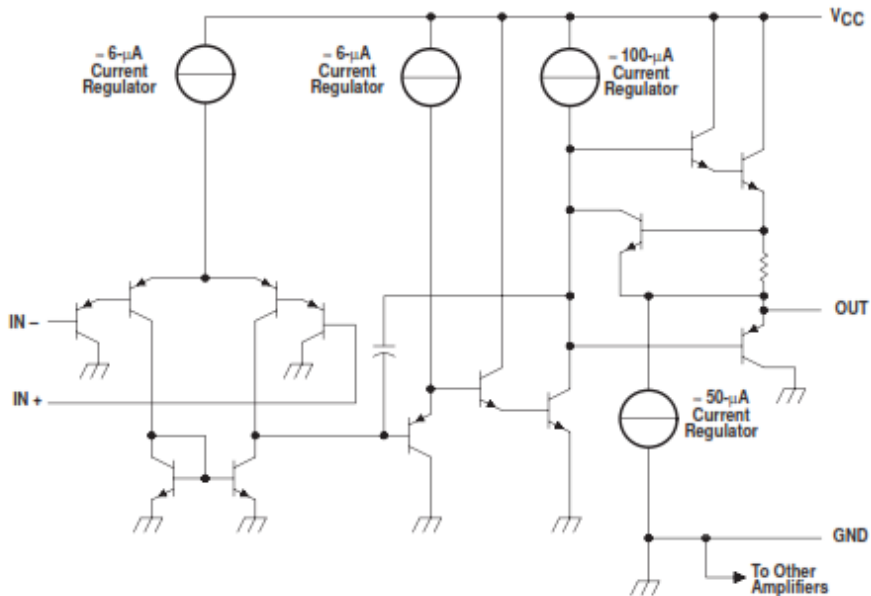 VCC
– 6-µA
Current
Regulator
– 6-µA
Current
Regulator
– 100-µA
Current
Regulator
IN –
OUT
IN +
– 50-µA
Current
Regulator
GND
To Other
Amplifiers